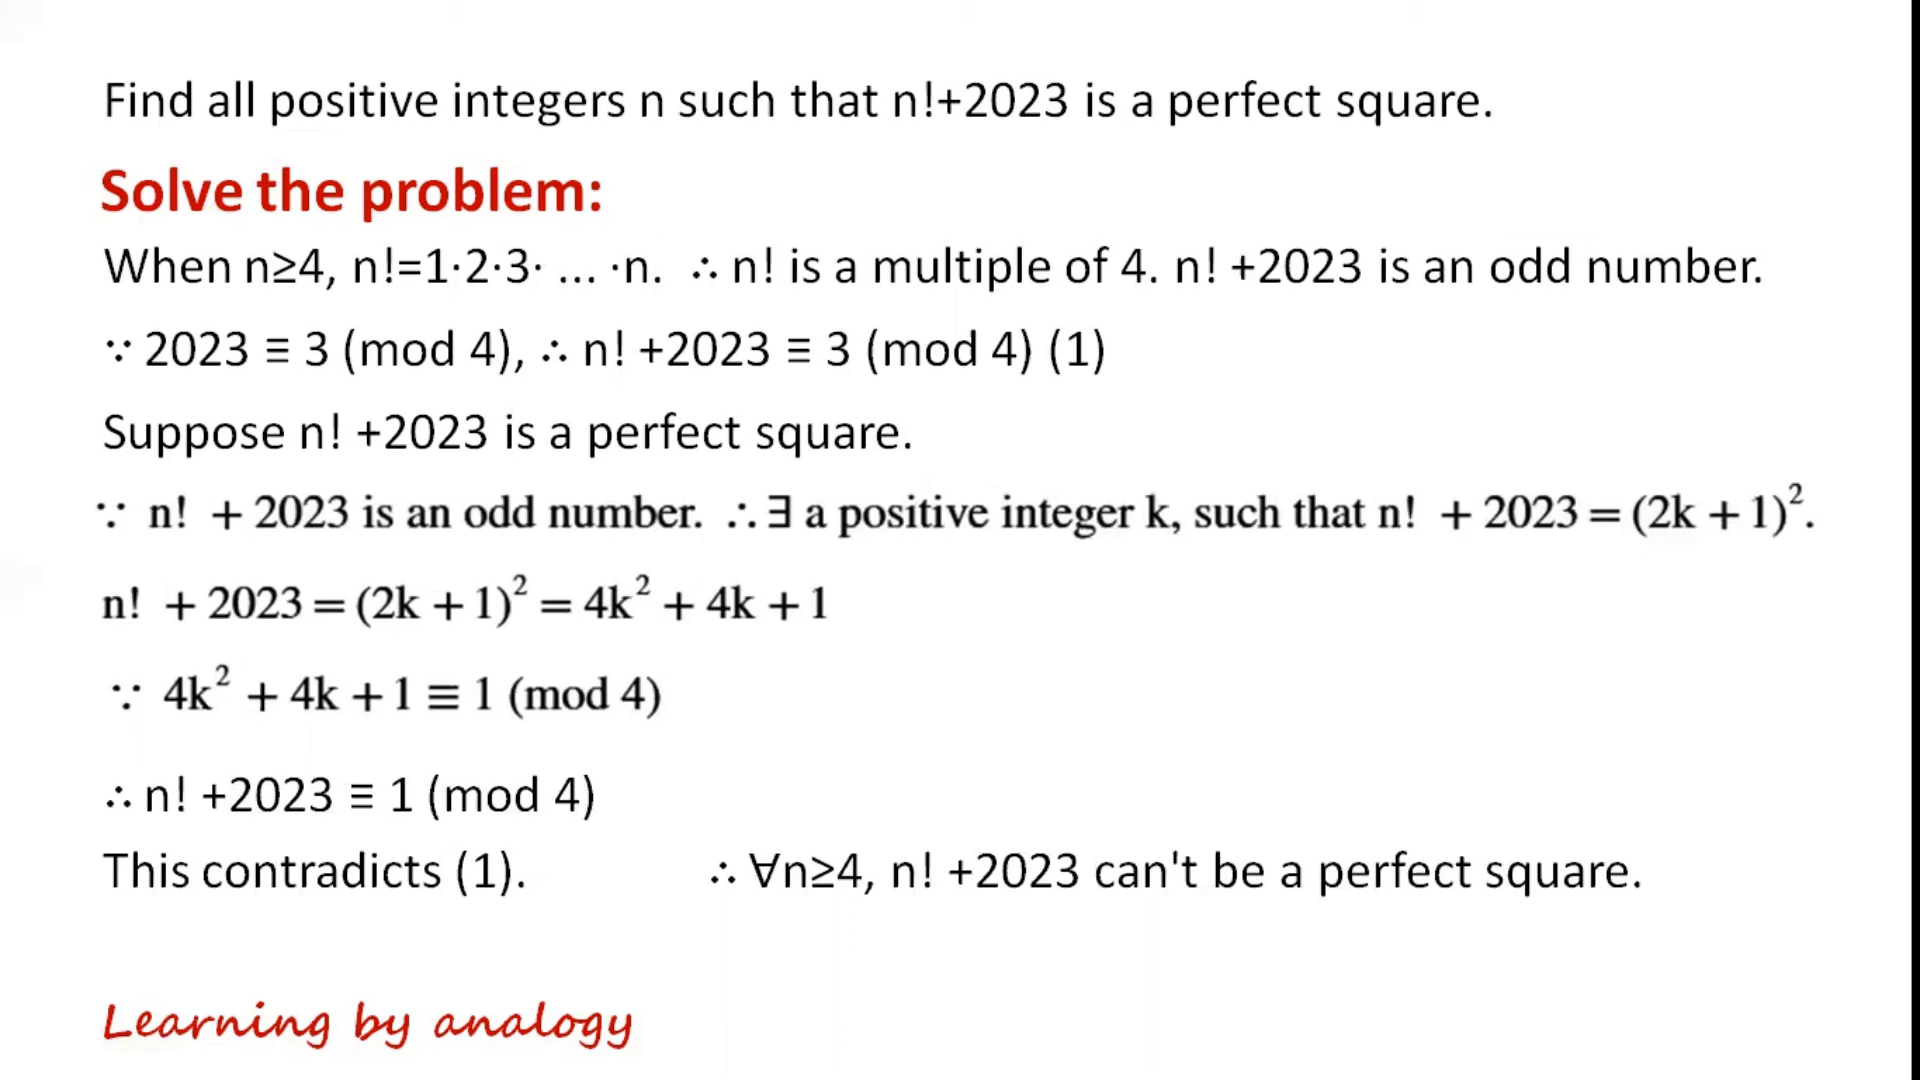 Find all positive integers n such that n!+2023 is a perfect square.
Solve the problem:
When n≥4, n!=1·2·3· ... ·n. ∴ n! is a multiple of 4. n! +2023 is an odd number.
∵ 2023 ≡ 3 (mod 4), ∴ n! +2023 ≡ 3 (mod 4) (1)
Suppose n! +2023 is a perfect square.
∵ n! + 2023 is an odd number. ∴ ∃ a positive integer k, such that n! + 2023 = (2k + 1)².
n! + 2023 = (2k + 1)² = 4k² + 4k + 1
∵ 4k² + 4k + 1 ≡ 1 (mod 4)
∴ n! +2023 ≡ 1 (mod 4)
This contradicts (1). ∴ ∀n≥4, n! +2023 can't be a perfect square.
Learning by analogy